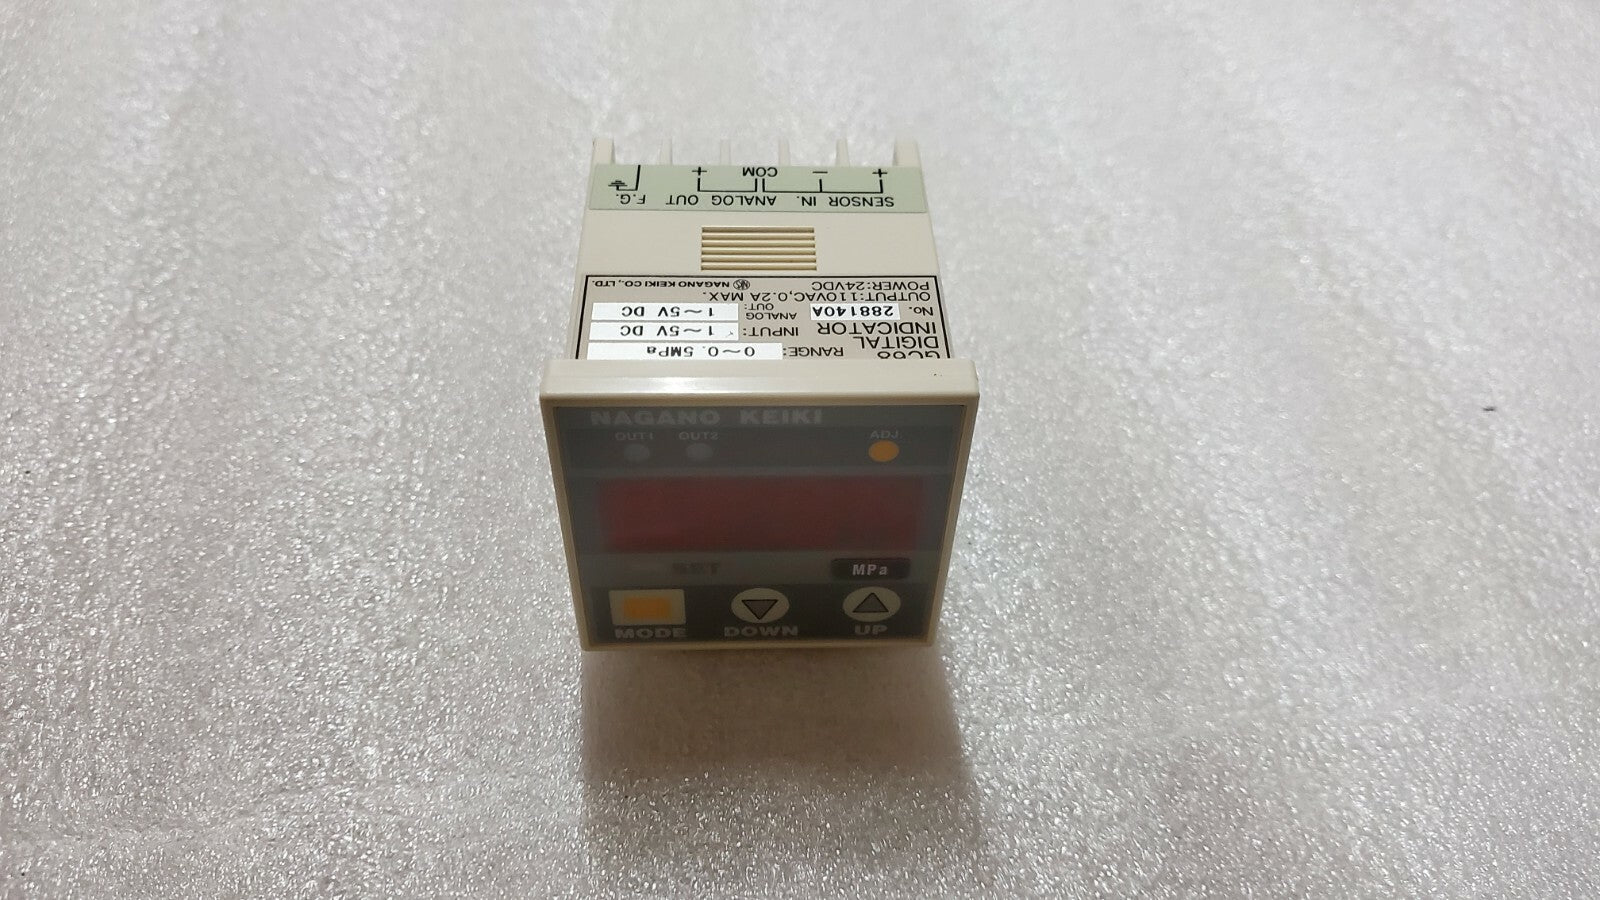 NAGANO KEIKI
OUT1 OUT2 ADJ.
SET MPa
MODE DOWN UP
GC68 DIGITAL INDICATOR
RANGE: 0～0.5MPa
INPUT: 1～5V DC
No. 288140A
ANALOG OUT: 1～5V DC
OUTPUT:110VAC,0.2A MAX.
POWER:24VDC
NAGANO KEIKI CO., LTD.
SENSOR IN. ANALOG OUT F.G.
+ − COM +